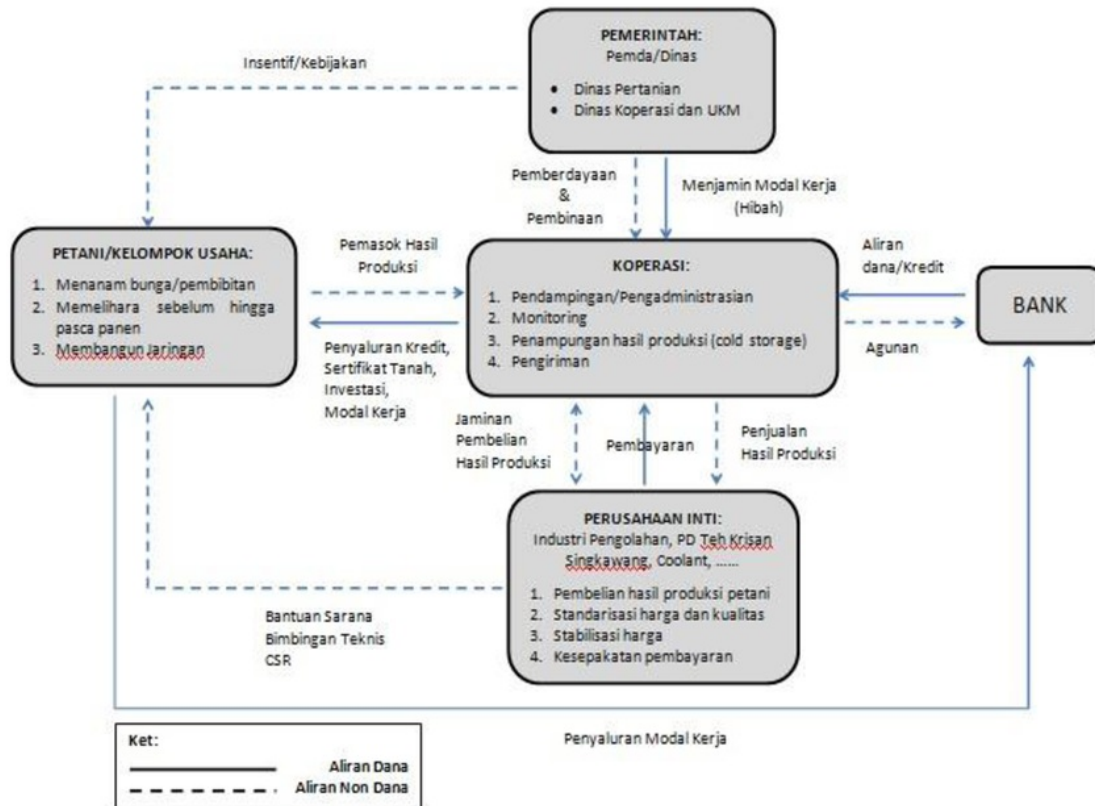 PEMERINTAH:
Pemda/Dinas
• Dinas Pertanian
• Dinas Koperasi dan UKM
Insentif/Kebijakan
Pemberdayaan
&
Pembinaan
Menjamin Modal Kerja
(Hibah)
PETANI/KELOMPOK USAHA:
1. Menanam bunga/pembibitan
2. Memelihara sebelum hingga
pasca panen
3. Membangun Jaringan
Pemasok Hasil
Produksi
Penyaluran Kredit,
Sertifikat Tanah,
Investasi,
Modal Kerja
KOPERASI:
1. Pendampingan/Pengadministrasian
2. Monitoring
3. Penampungan hasil produksi (cold storage)
4. Pengiriman
Aliran
dana/Kredit
Agunan
BANK
Jaminan
Pembelian
Hasil Produksi
Pembayaran
Penjualan
Hasil Produksi
PERUSAHAAN INTI:
Industri Pengolahan, PD Teh Krisan
Singkawang, Coolant, ......
1. Pembelian hasil produksi petani
2. Standarisasi harga dan kualitas
3. Stabilisasi harga
4. Kesepakatan pembayaran
Bantuan Sarana
Bimbingan Teknis
CSR
Penyaluran Modal Kerja
Ket:
Aliran Dana
Aliran Non Dana